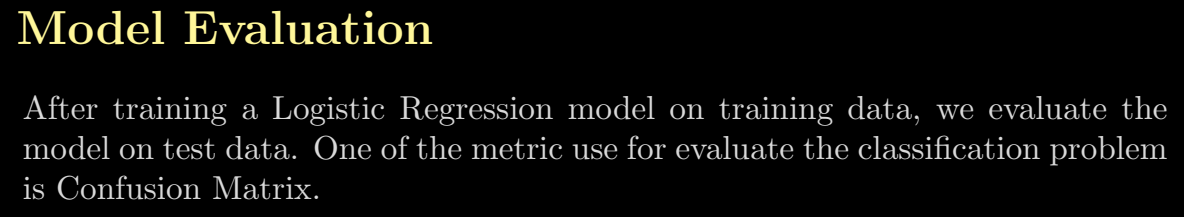 Model Evaluation
After training a Logistic Regression model on training data, we evaluate the
model on test data. One of the metric use for evaluate the classification problem
is Confusion Matrix.